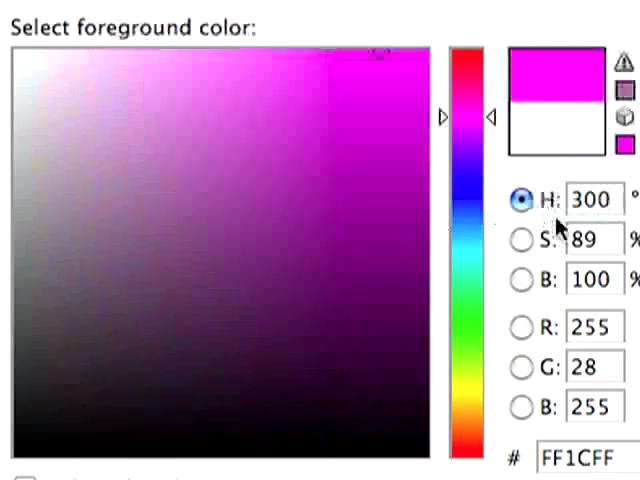 Select foreground color:
H: 300 °
S: 89 %
B: 100 %
R: 255
G: 28
B: 255
# FF1CFF